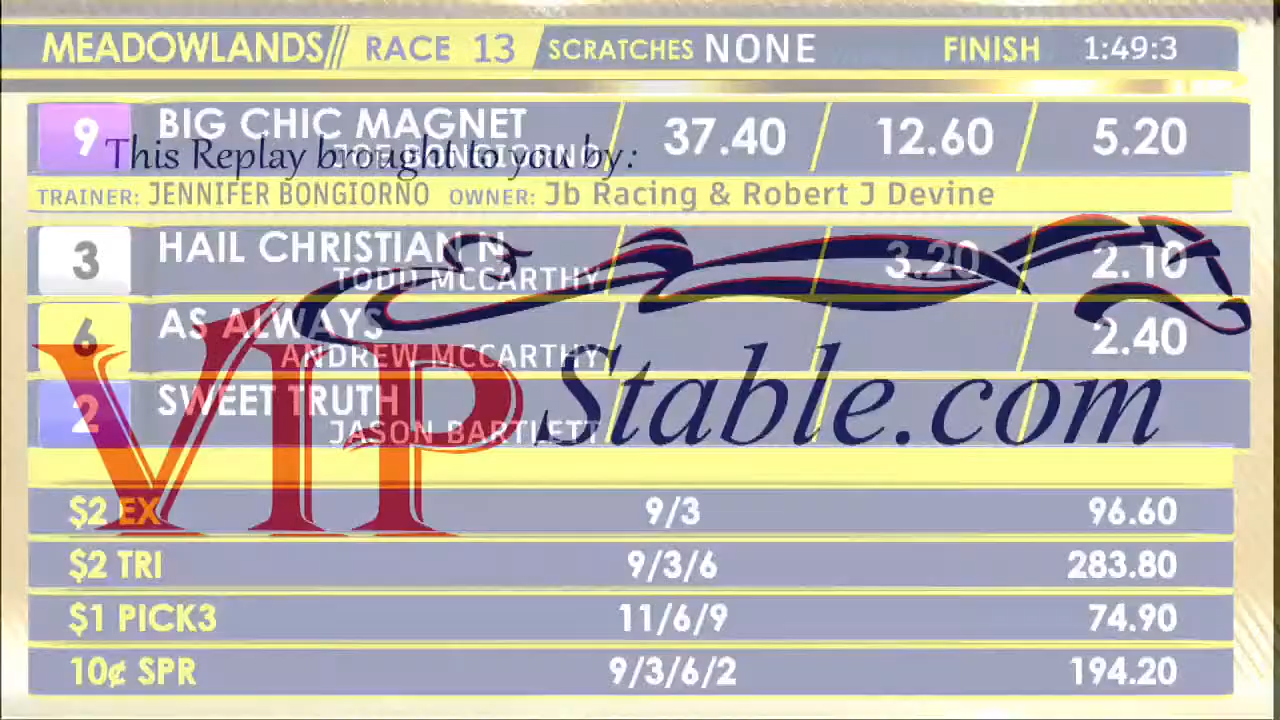 MEADOWLANDS// RACE 13 SCRATCHES NONE FINISH 1:49:3
9 BIG CHIC MAGNET 37.40 12.60 5.20
JOE BONGIORNO
This Replay brought to you by:
TRAINER: JENNIFER BONGIORNO OWNER: Jb Racing & Robert J Devine
3 HAIL CHRISTIAN N 3.20 2.10
TODD MCCARTHY
6 AS ALWAYS 2.40
ANDREW MCCARTHY
VIP Stable.com
2 SWEET TRUTH
JASON BARTLETT
$2 EX 9/3 96.60
$2 TRI 9/3/6 283.80
$1 PICK3 11/6/9 74.90
10¢ SPR 9/3/6/2 194.20